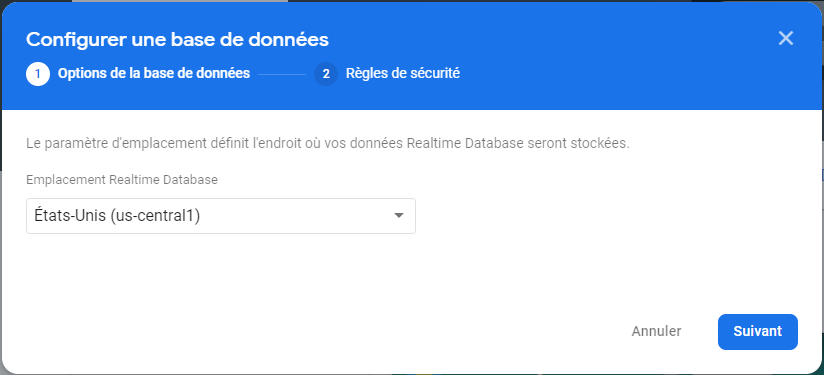 Configurer une base de données
1 Options de la base de données 2 Règles de sécurité
Le paramètre d'emplacement définit l'endroit où vos données Realtime Database seront stockées.
Emplacement Realtime Database
États-Unis (us-central1)
Annuler Suivant